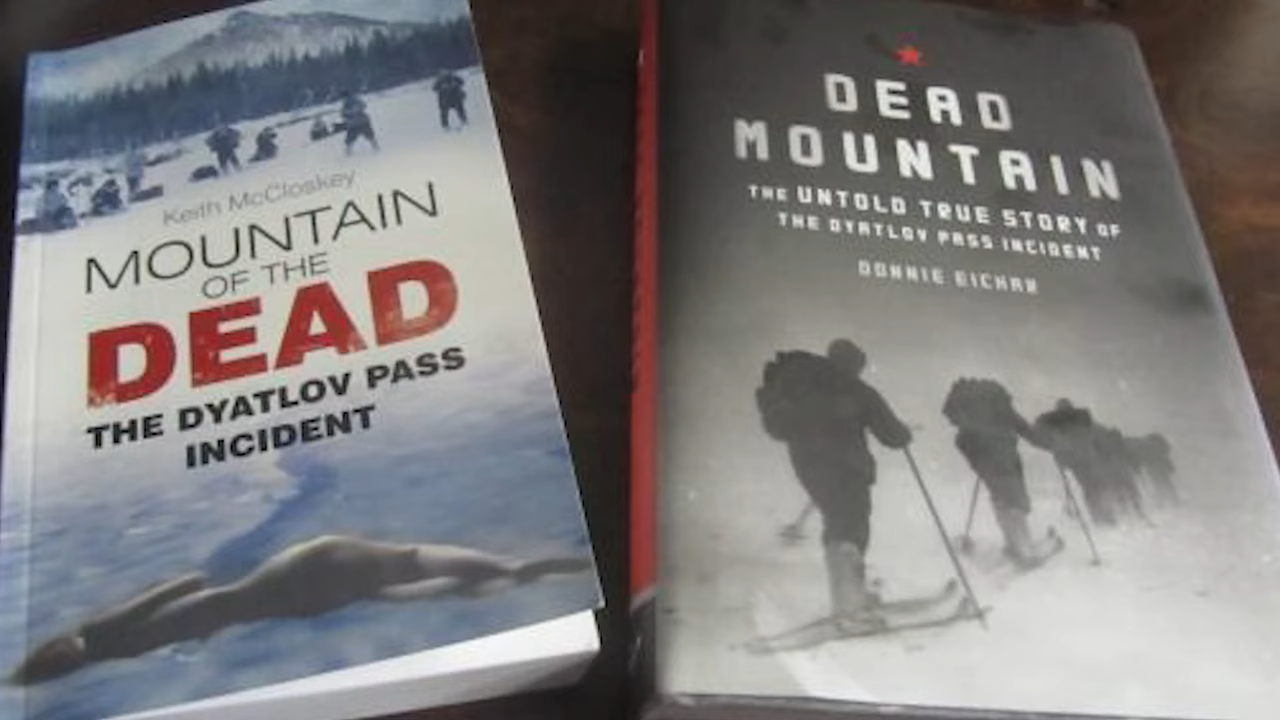 Keith McCloskey
MOUNTAIN
OF THE
DEAD
THE DYATLOV PASS
INCIDENT
DEAD
MOUNTAIN
THE UNTOLD TRUE STORY OF
THE DYATLOV PASS INCIDENT
DONNIE EICHAR